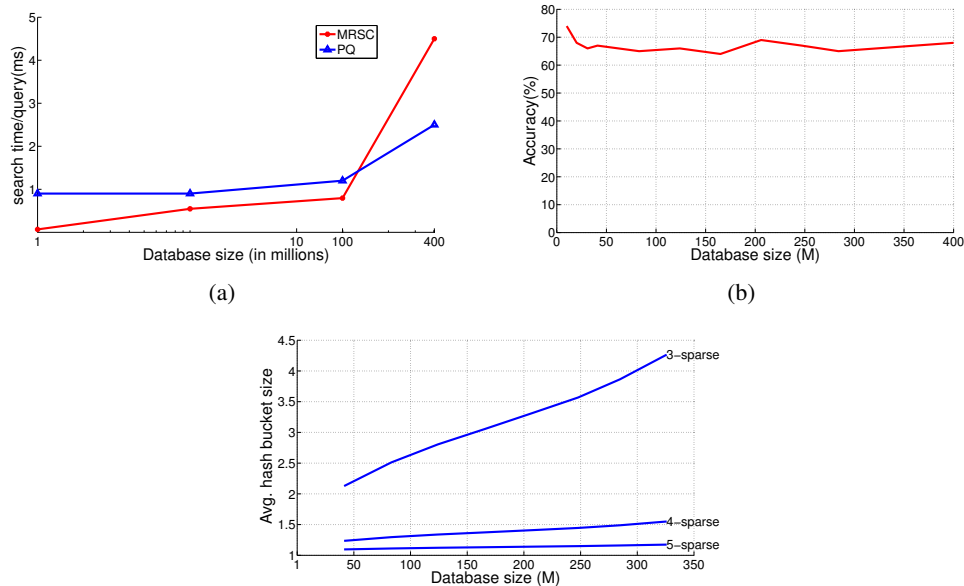 5
4
3
2
1
search time/query(ms)
MRSC
PQ
1 10 100 400
Database size (in millions)
(a)
80
70
60
50
40
30
20
10
0
Accuracy(%)
0 50 100 150 200 250 300 350 400
Database size (M)
(b)
4.5
4
3.5
3
2.5
2
1.5
1
Avg. hash bucket size
3-sparse
4-sparse
5-sparse
1 50 100 150 200 250 300 350
Database size (M)